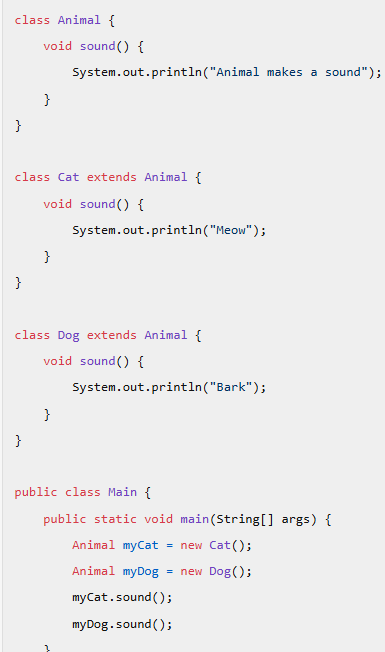 class Animal {
    void sound() {
        System.out.println("Animal makes a sound");
    }
}

class Cat extends Animal {
    void sound() {
        System.out.println("Meow");
    }
}

class Dog extends Animal {
    void sound() {
        System.out.println("Bark");
    }
}

public class Main {
    public static void main(String[] args) {
        Animal myCat = new Cat();
        Animal myDog = new Dog();
        myCat.sound();
        myDog.sound();
    }